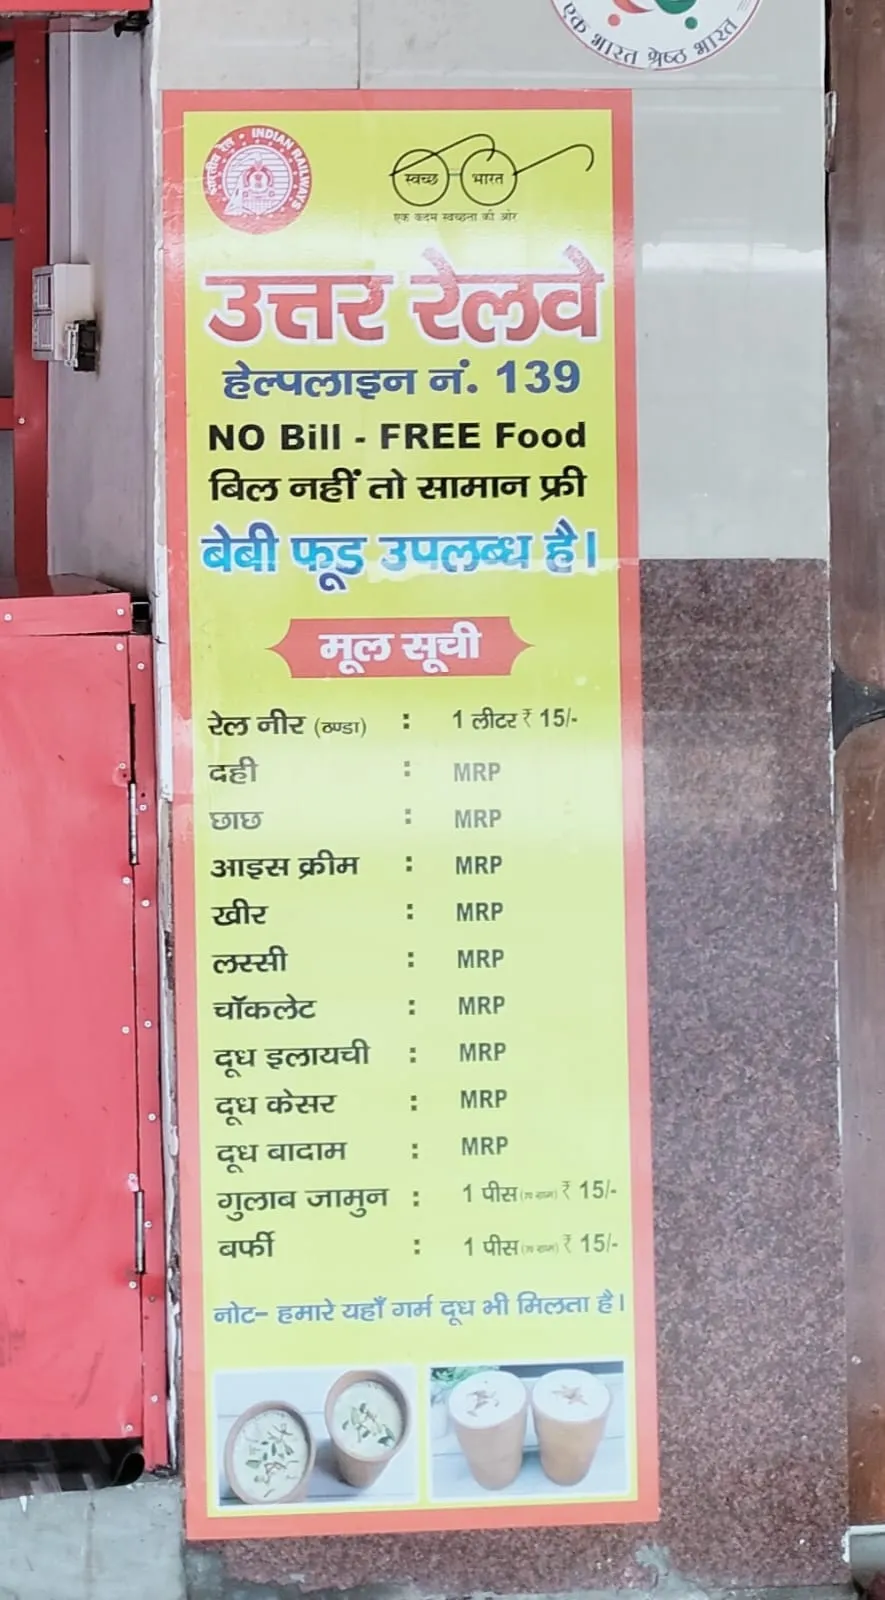 एक भारत श्रेष्ठ भारत
भारतीय रेल • INDIAN RAILWAYS
स्वच्छ भारत
एक कदम स्वच्छता की ओर
उत्तर रेलवे
हेल्पलाइन नं. 139
NO Bill - FREE Food
बिल नहीं तो सामान फ्री
बेबी फूड उपलब्ध है।
मूल सूची
रेल नीर (ठण्डा) : 1 लीटर ₹ 15/-
दही : MRP
छाछ : MRP
आइस क्रीम : MRP
खीर : MRP
लस्सी : MRP
चॉकलेट : MRP
दूध इलायची : MRP
दूध केसर : MRP
दूध बादाम : MRP
गुलाब जामुन : 1 पीस ₹ 15/-
बर्फी : 1 पीस ₹ 15/-
नोट- हमारे यहाँ गर्म दूध भी मिलता है।